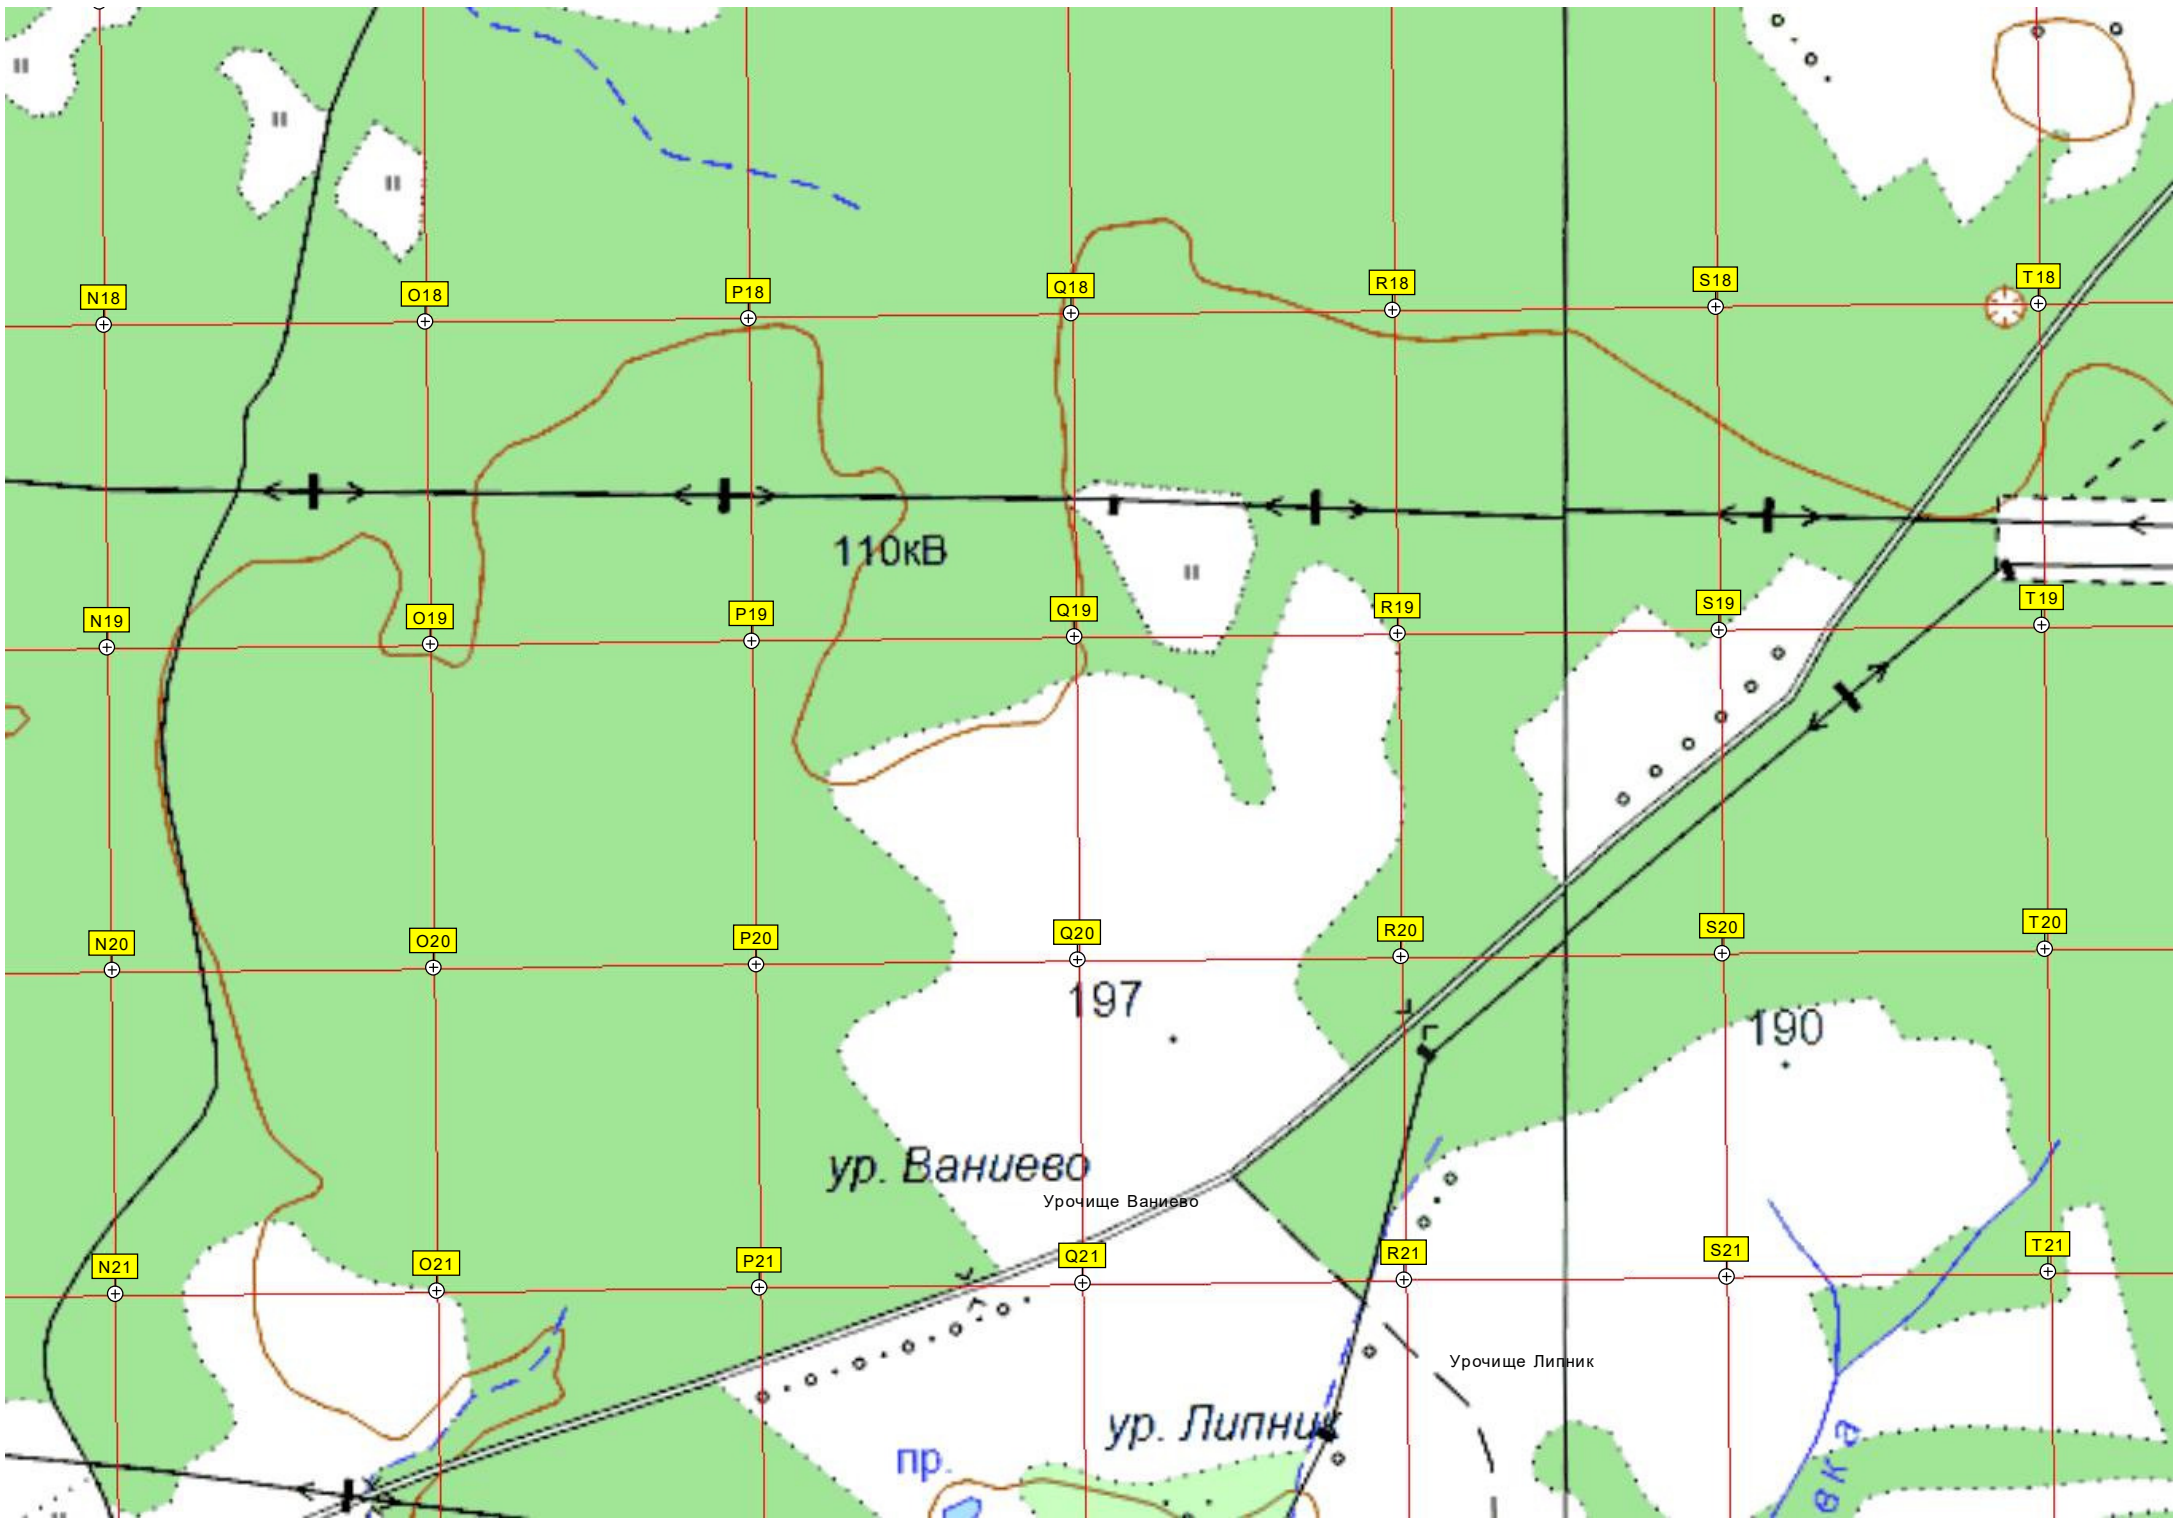 N18 O18 P18 Q18 R18 S18 T18
110кВ
N19 O19 P19 Q19 R19 S19 T19
N20 O20 P20 Q20 R20 S20 T20
197
190
ур. Ваниево
Урочище Ваниево
N21 O21 P21 Q21 R21 S21 T21
Урочище Липник
ур. Липник
пр.
вка